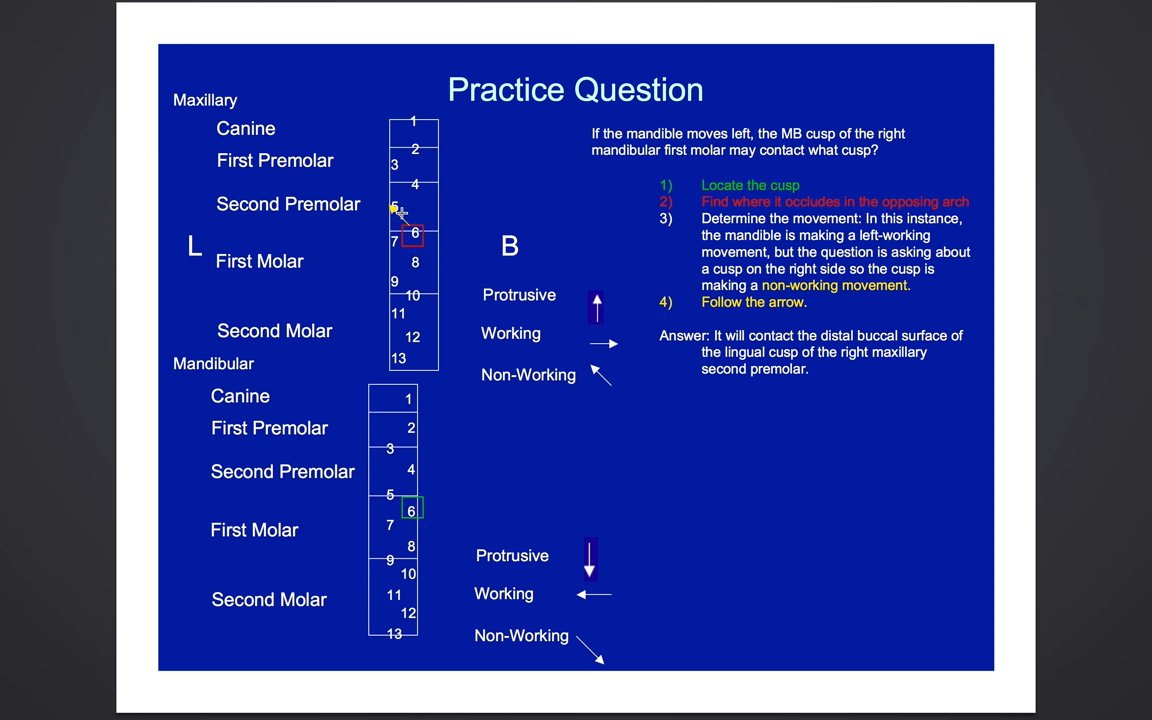 Practice Question
Maxillary
Canine
First Premolar
Second Premolar
First Molar
Second Molar
L
B
1
2
3
4
5
6
7
8
9
10
11
12
13
Protrusive
Working
Non-Working
Mandibular
Canine
First Premolar
Second Premolar
First Molar
Second Molar
1
2
3
4
5
6
7
8
9
10
11
12
13
Protrusive
Working
Non-Working
If the mandible moves left, the MB cusp of the right
mandibular first molar may contact what cusp?
1) Locate the cusp
2) Find where it occludes in the opposing arch
3) Determine the movement: In this instance,
the mandible is making a left-working
movement, but the question is asking about
a cusp on the right side so the cusp is
making a non-working movement.
4) Follow the arrow.
Answer: It will contact the distal buccal surface of
the lingual cusp of the right maxillary
second premolar.